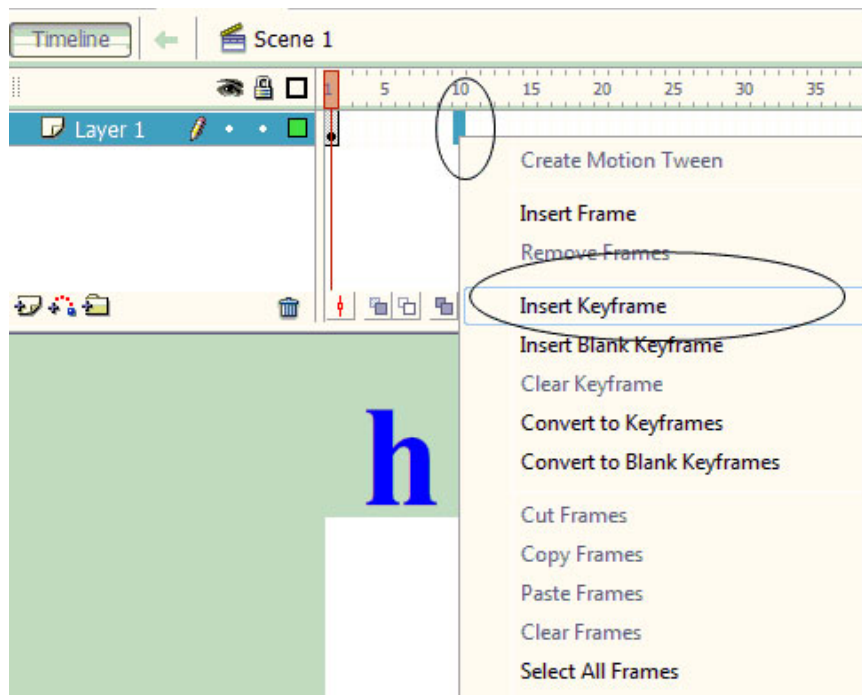 Timeline Scene 1
1 5 10 15 20 25 30 35
Layer 1
Create Motion Tween
Insert Frame
Remove Frames
Insert Keyframe
Insert Blank Keyframe
Clear Keyframe
Convert to Keyframes
Convert to Blank Keyframes
Cut Frames
Copy Frames
Paste Frames
Clear Frames
Select All Frames
h